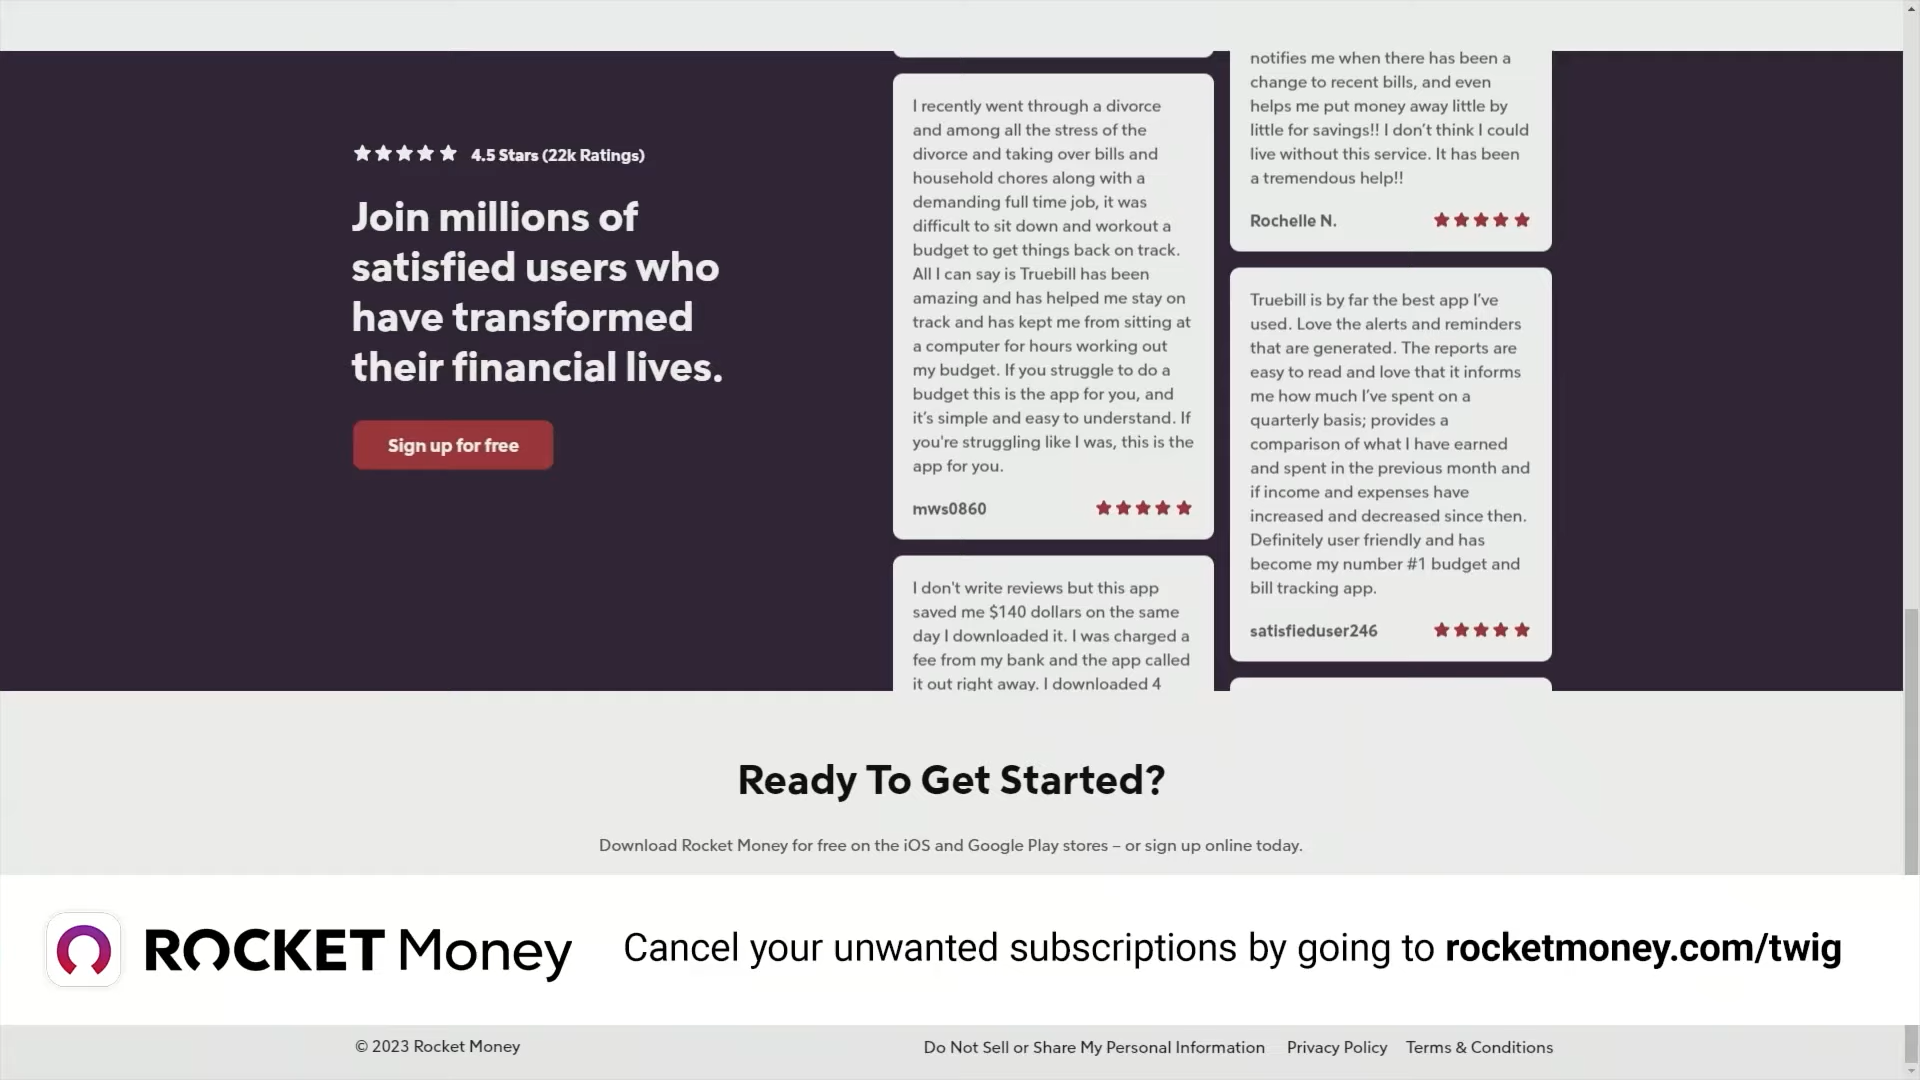 4.5 Stars (22k Ratings)
Join millions of
satisfied users who
have transformed
their financial lives.
Sign up for free
I recently went through a divorce
and among all the stress of the
divorce and taking over bills and
household chores along with a
demanding full time job, it was
difficult to sit down and workout a
budget to get things back on track.
All I can say is Truebill has been
amazing and has helped me stay on
track and has kept me from sitting at
a computer for hours working out
my budget. If you struggle to do a
budget this is the app for you, and
it’s simple and easy to understand. If
you're struggling like I was, this is the
app for you.
mws0860
I don't write reviews but this app
saved me $140 dollars on the same
day I downloaded it. I was charged a
fee from my bank and the app called
it out right away. I downloaded 4
notifies me when there has been a
change to recent bills, and even
helps me put money away little by
little for savings!! I don’t think I could
live without this service. It has been
a tremendous help!!
Rochelle N.
Truebill is by far the best app I’ve
used. Love the alerts and reminders
that are generated. The reports are
easy to read and love that it informs
me how much I’ve spent on a
quarterly basis; provides a
comparison of what I have earned
and spent in the previous month and
if income and expenses have
increased and decreased since then.
Definitely user friendly and has
become my number #1 budget and
bill tracking app.
satisfieduser246
Ready To Get Started?
Download Rocket Money for free on the iOS and Google Play stores – or sign up online today.
ROCKET Money
Cancel your unwanted subscriptions by going to rocketmoney.com/twig
© 2023 Rocket Money
Do Not Sell or Share My Personal Information
Privacy Policy
Terms & Conditions